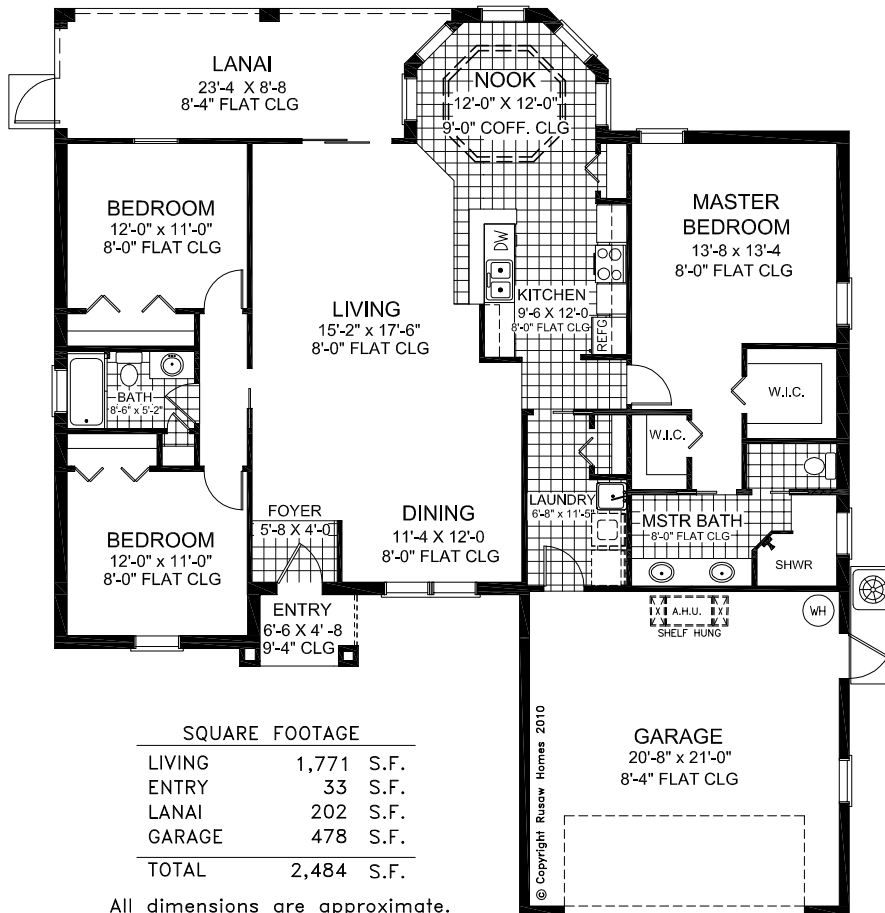 LANAI
23'-4 X 8'-8
8'-4" FLAT CLG
NOOK
12'-0" X 12'-0"
9'-0" COFF. CLG
BEDROOM
12'-0" x 11'-0"
8'-0" FLAT CLG
MASTER
BEDROOM
13'-8 x 13'-4
8'-0" FLAT CLG
DW
LIVING
15'-2" x 17'-6"
8'-0" FLAT CLG
KITCHEN
9'-6 X 12'-0
8'-0" FLAT CLG
REFG
BATH
8'-6" x 5'-2"
W.I.C.
W.I.C.
BEDROOM
12'-0" x 11'-0"
8'-0" FLAT CLG
FOYER
5'-8 X 4'-0
DINING
11'-4 X 12'-0
8'-0" FLAT CLG
LAUNDRY
6'-8" x 11'-5"
MSTR BATH
8'-0" FLAT CLG
SHWR
ENTRY
6'-6 X 4' -8
9'-4" CLG
A.H.U.
SHELF HUNG
WH
GARAGE
20'-8" x 21'-0"
8'-4" FLAT CLG
© Copyright Rusaw Homes 2010
SQUARE FOOTAGE
LIVING 1,771 S.F.
ENTRY 33 S.F.
LANAI 202 S.F.
GARAGE 478 S.F.
TOTAL 2,484 S.F.
All dimensions are approximate.